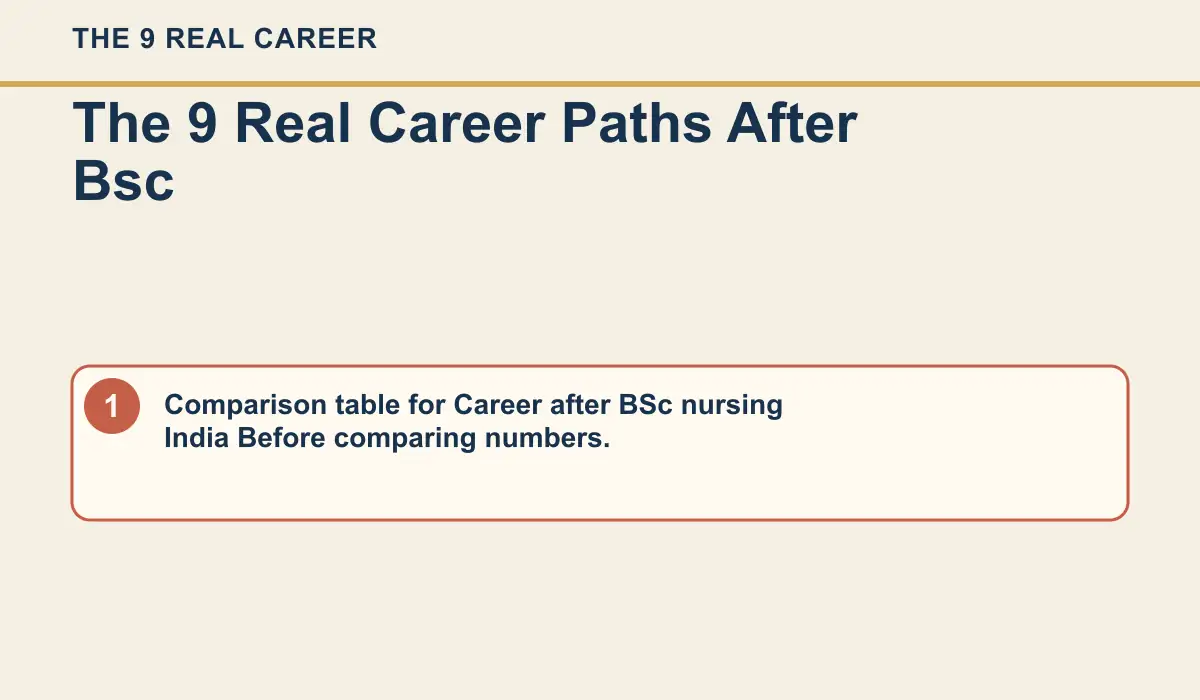 THE 9 REAL CAREER
The 9 Real Career Paths After
Bsc
1
Comparison table for Career after BSc nursing
India Before comparing numbers.